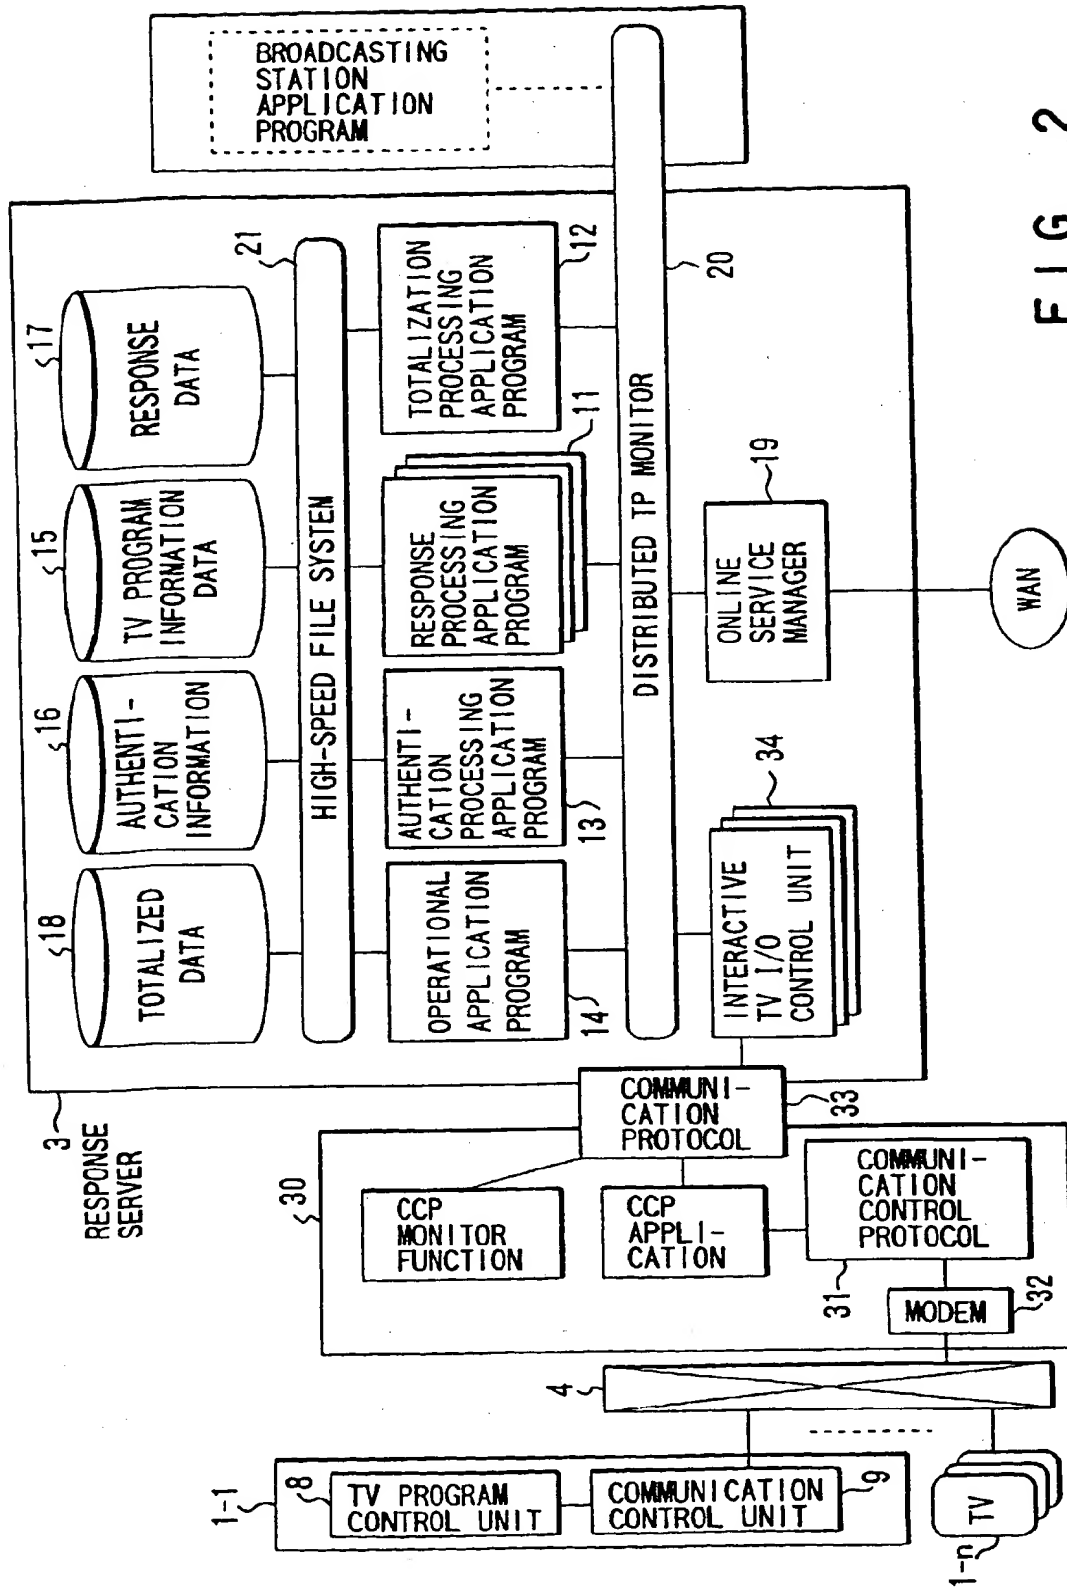 BROADCASTING
STATION
APPLICATION
PROGRAM
17
RESPONSE
DATA
15
TV PROGRAM
INFORMATION
DATA
16
AUTHENTI-
CATION
INFORMATION
18
TOTALIZED
DATA
21
HIGH-SPEED FILE SYSTEM
TOTALIZATION
PROCESSING
APPLICATION
PROGRAM
12
RESPONSE
PROCESSING
APPLICATION
PROGRAM
11
AUTHENTI-
CATION
PROCESSING
APPLICATION
PROGRAM
13
OPERATIONAL
APPLICATION
PROGRAM
14
DISTRIBUTED TP MONITOR
20
ONLINE
SERVICE
MANAGER
19
INTERACTIVE
TV I/O
CONTROL UNIT
34
WAN
3
RESPONSE
SERVER
COMMUNI-
CATION
PROTOCOL
33
30
CCP
MONITOR
FUNCTION
CCP
APPLI-
CATION
COMMUNI-
CATION
CONTROL
PROTOCOL
31
MODEM
32
4
1-1
8
TV PROGRAM
CONTROL UNIT
COMMUNICATION
CONTROL UNIT
9
TV
1-n
FIG. 2